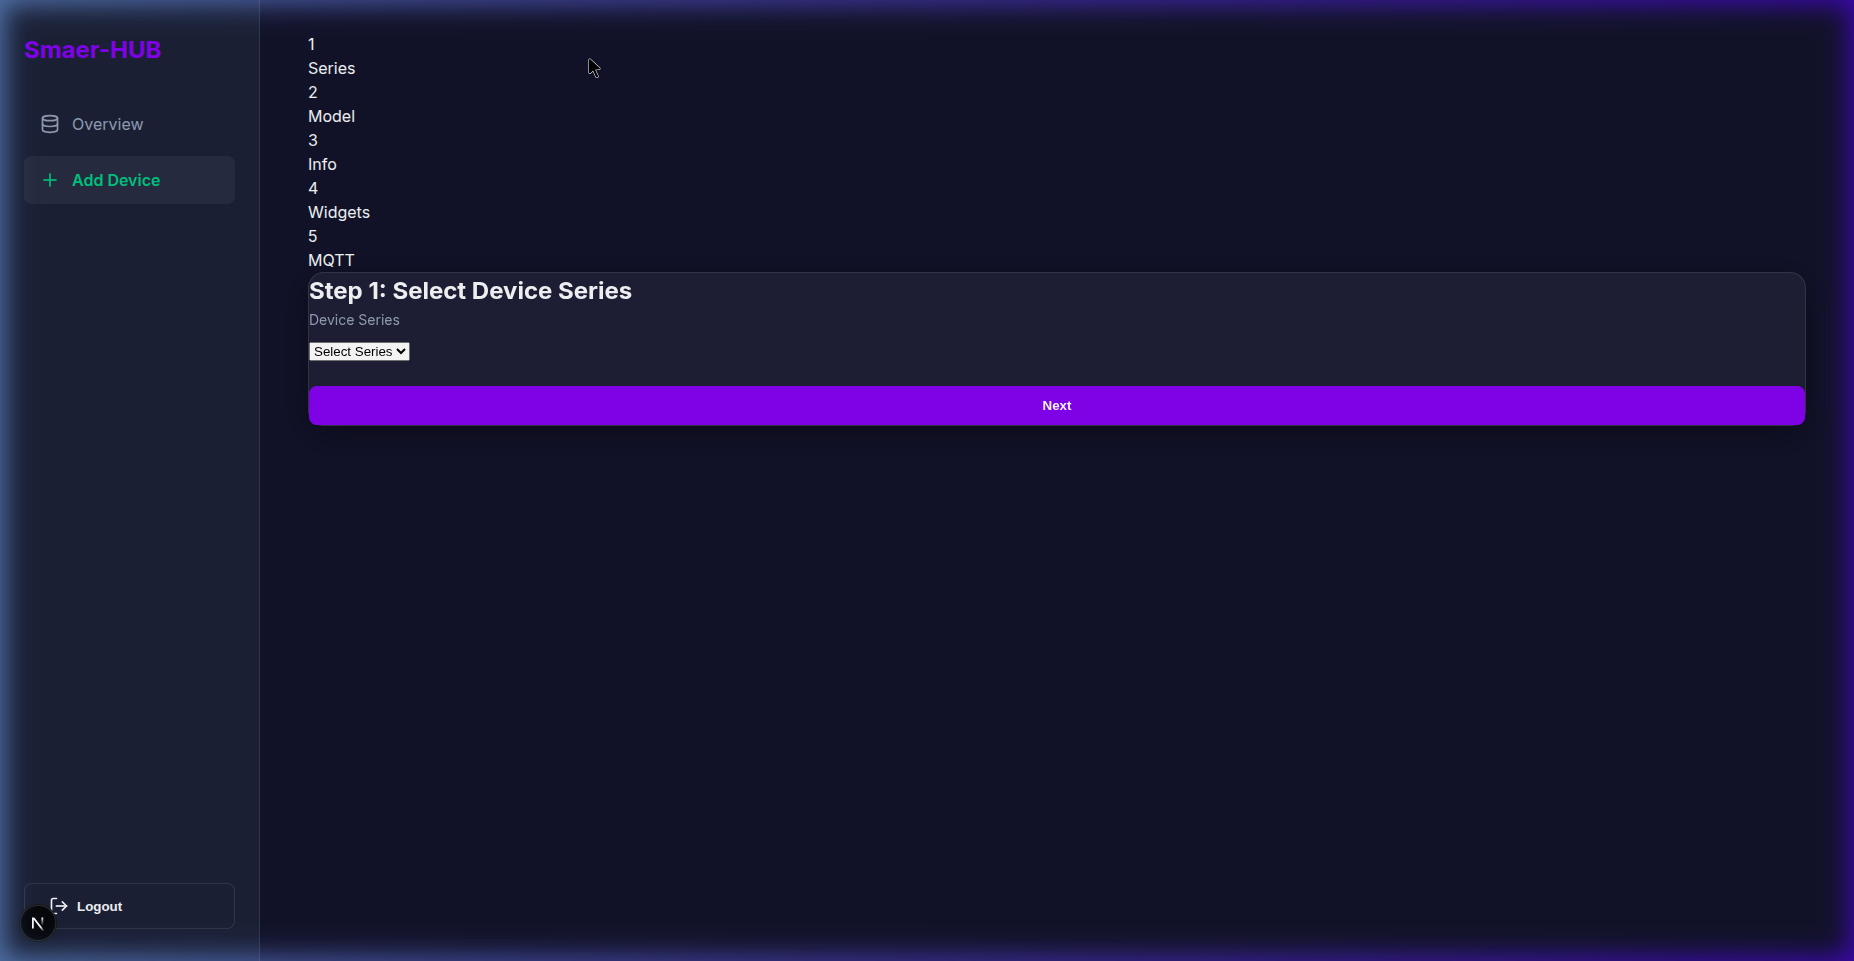 Smaer-HUB
Overview
Add Device
Logout
N
1
Series
2
Model
3
Info
4
Widgets
5
MQTT
Step 1: Select Device Series
Device Series
Select Series
Next